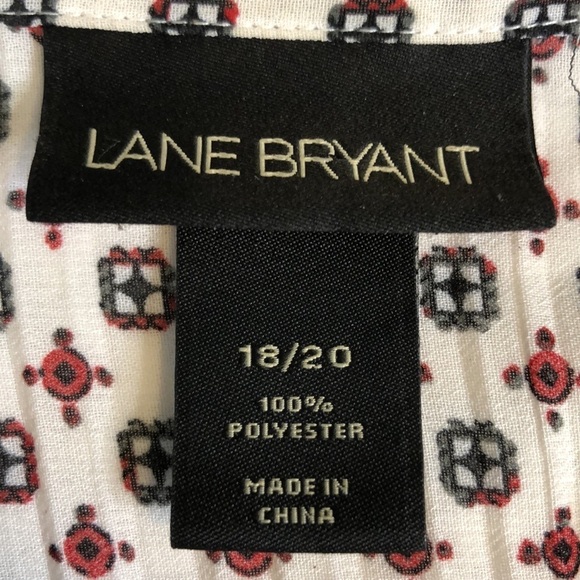 LANE BRYANT
18/20
100%
POLYESTER
MADE IN
CHINA